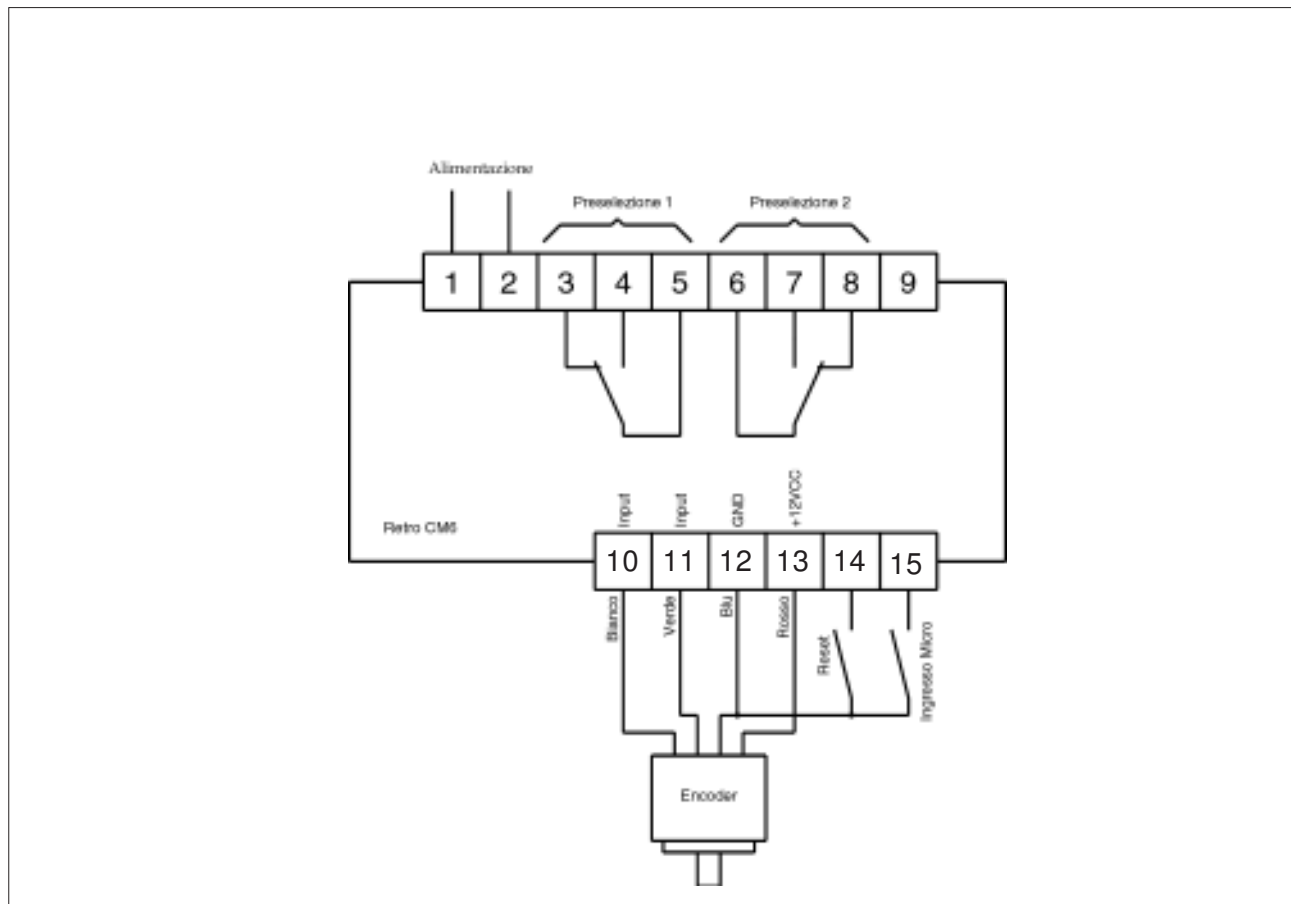 Alimentazione
Preselezione 1 Preselezione 2
1 2 3 4 5 6 7 8 9
Input Input GND +12VCC
Retro CM6
10 11 12 13 14 15
Bianco Verde Blu Rosso Reset Ingresso Micro
Encoder